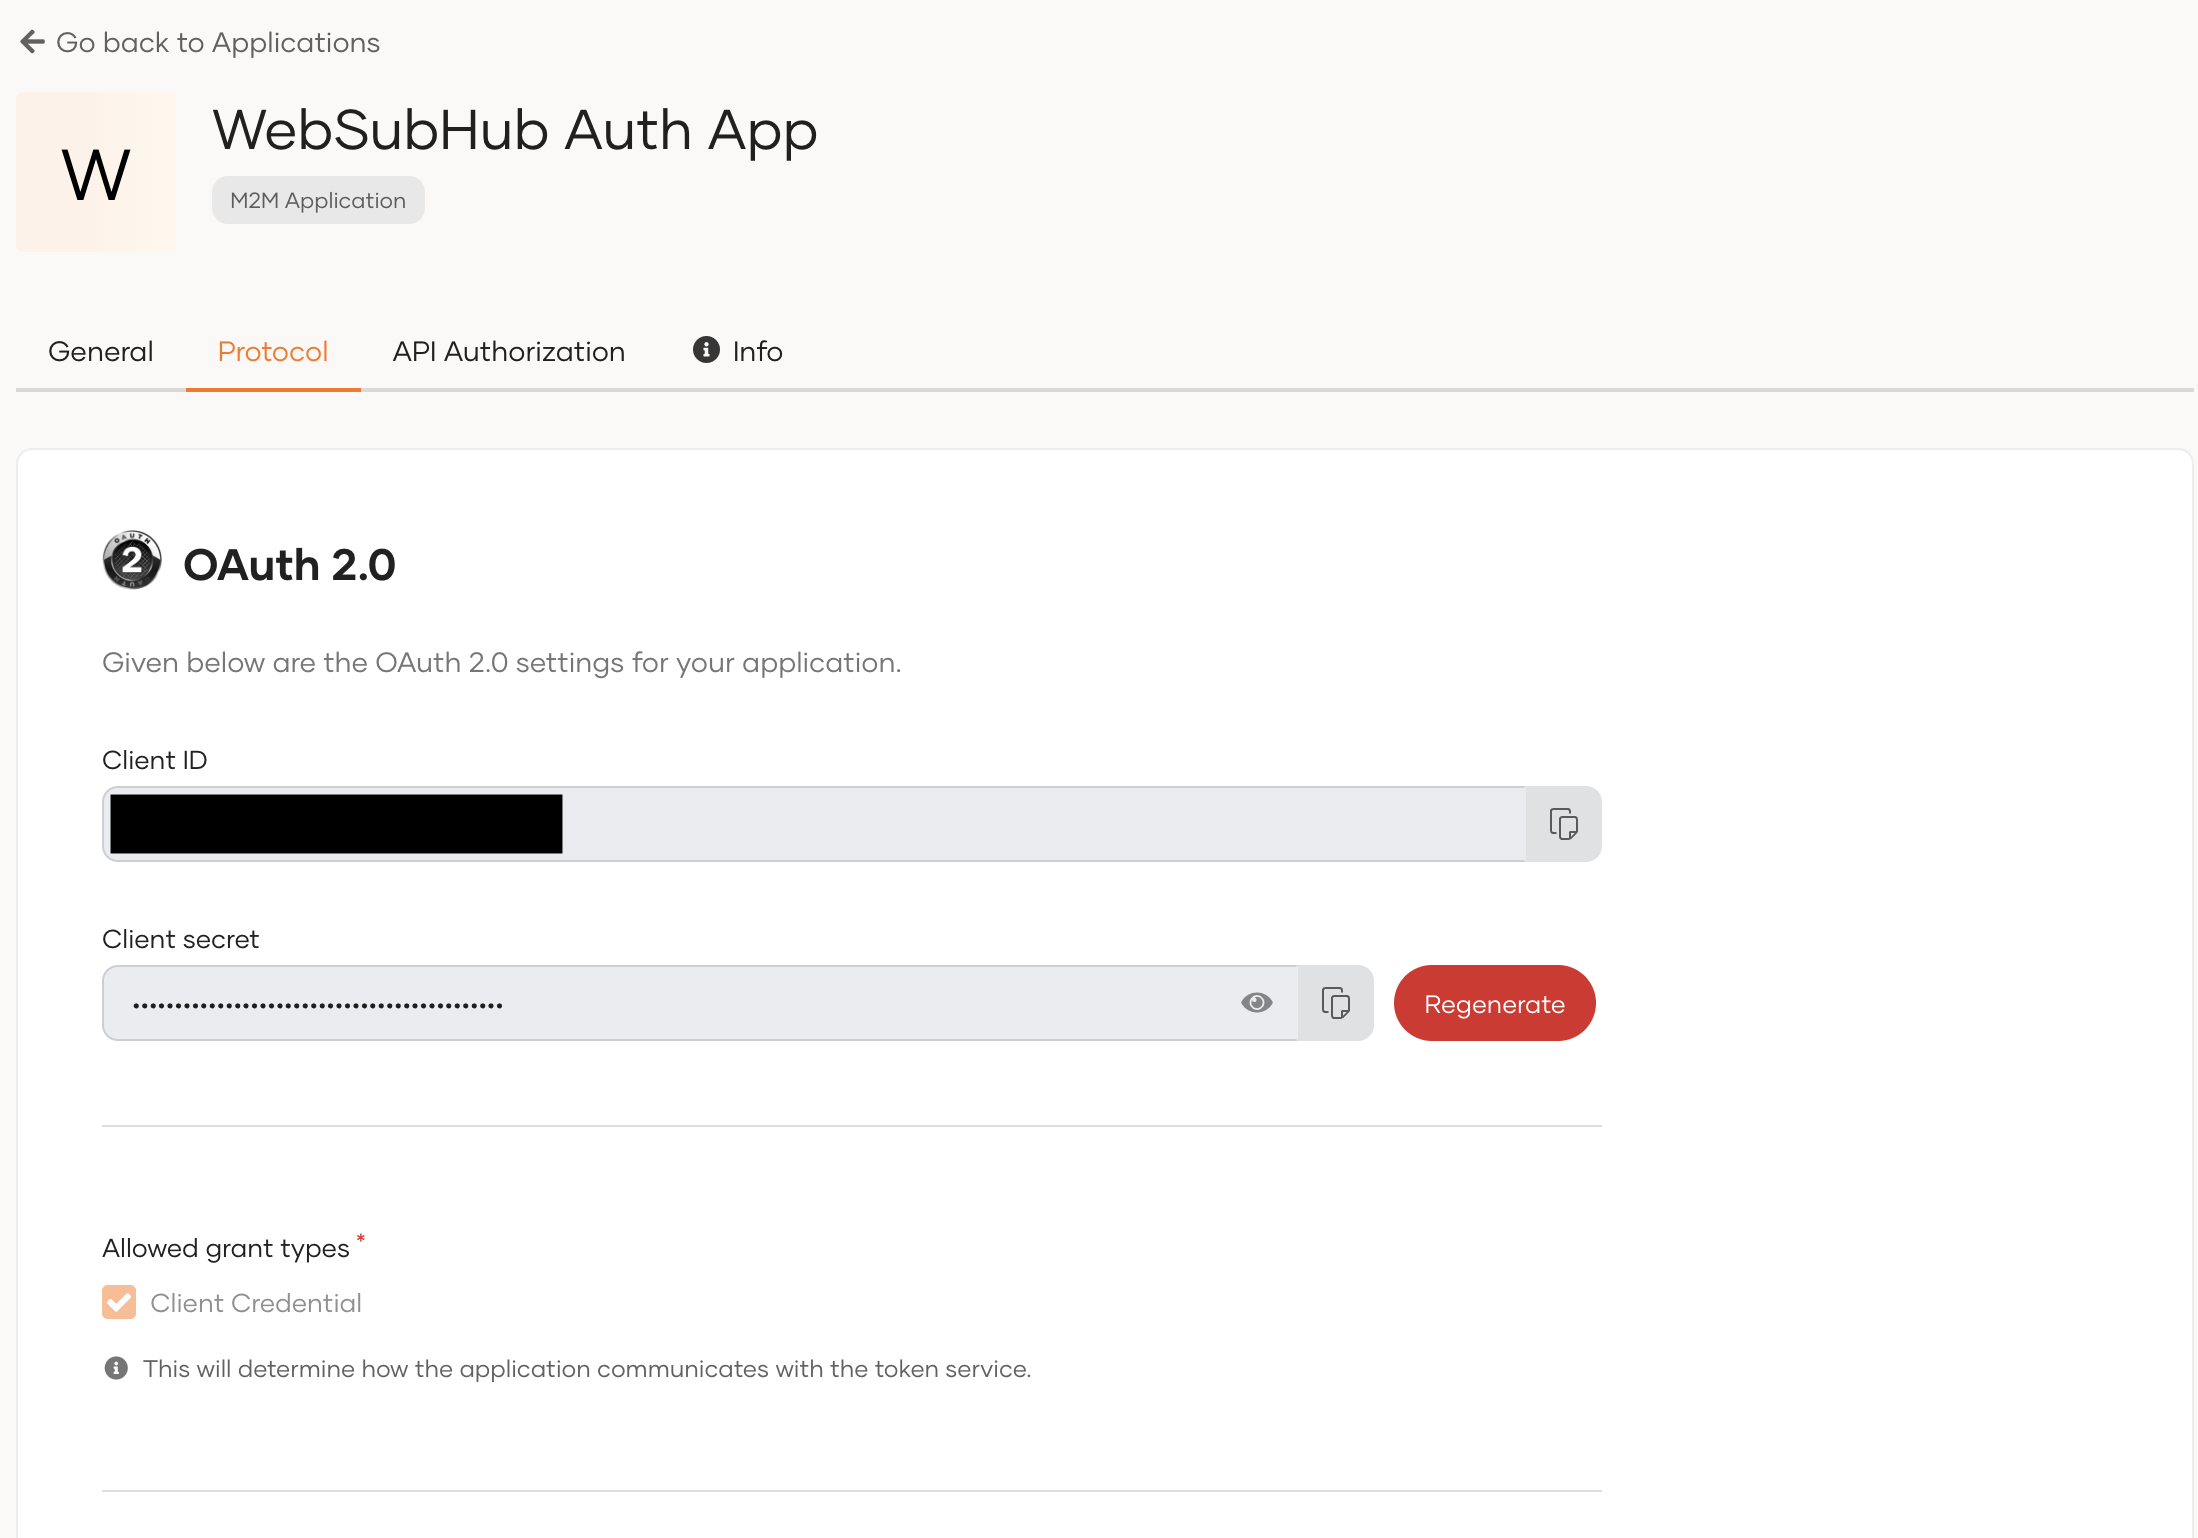 Go back to Applications
W
WebSubHub Auth App
M2M Application
General Protocol API Authorization Info
OAUTH
2
OAuth 2.0
Given below are the OAuth 2.0 settings for your application.
Client ID
Client secret
Regenerate
Allowed grant types *
Client Credential
This will determine how the application communicates with the token service.